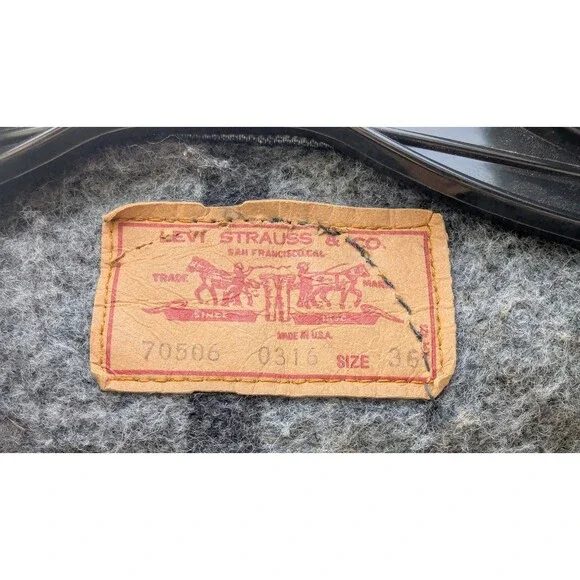 LEVI STRAUSS & CO.
SAN FRANCISCO,CAL.
TRADE MARK
SINCE 1850
MADE IN U.S.A.
70506 0316 SIZE 36